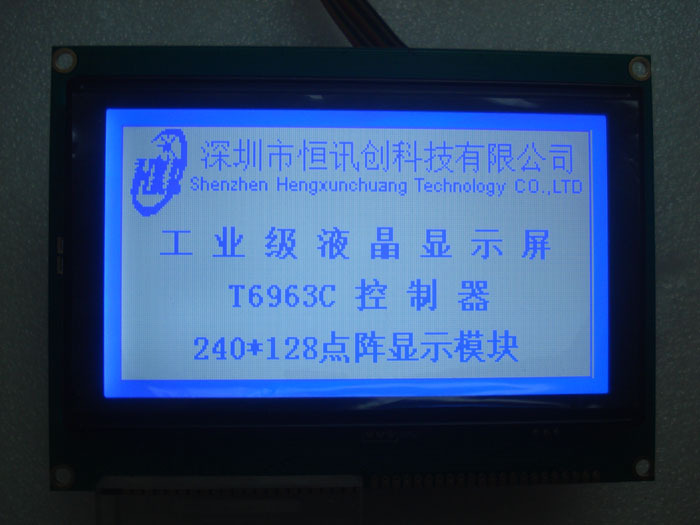 深圳市恒讯创科技有限公司
Shenzhen Hengxunchuang Technology CO.,LTD
工业级液晶显示屏
T6963C 控制器
240*128点阵显示模块